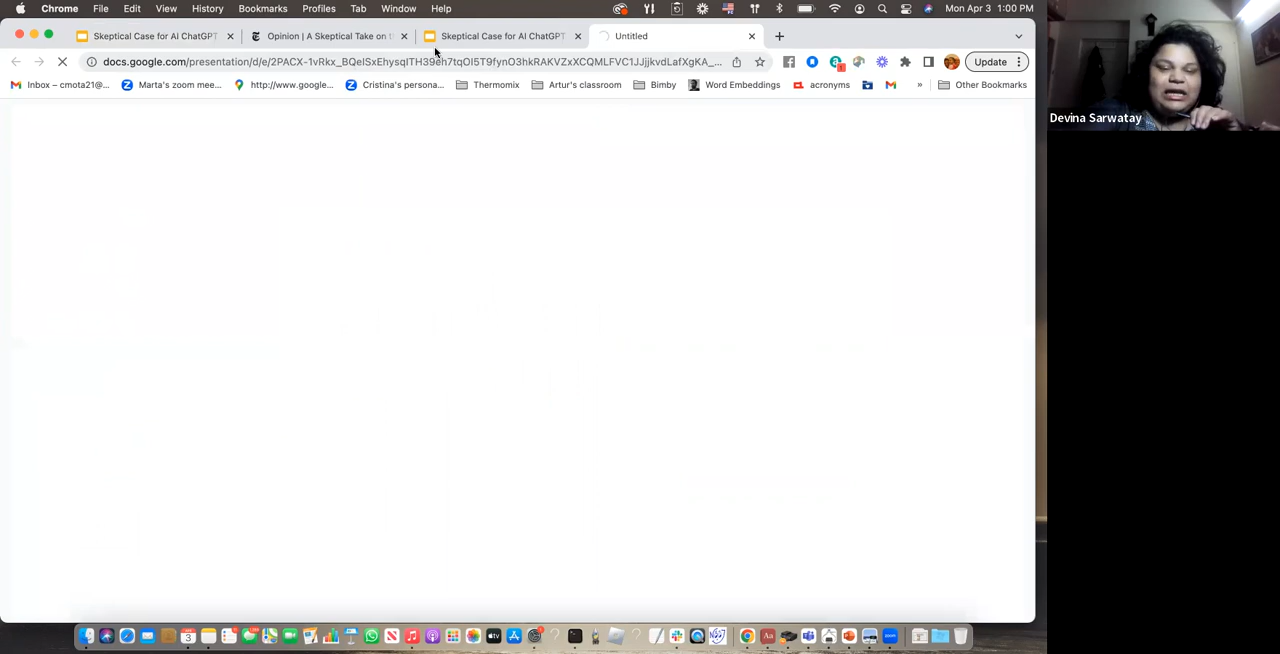 Chrome File Edit View History Bookmarks Profiles Tab Window Help Mon Apr 3 1:00 PM
Skeptical Case for AI ChatGPT Opinion | A Skeptical Take on t Skeptical Case for AI ChatGPT Untitled
docs.google.com/presentation/d/e/2PACX-1vRkx_BQelSxEhysqITH39eh7tqOI5T9fynO3hkRAKVZxXCQMLFVC1JJjjkvdLafXgKA_... Update
Inbox – cmota21@... Marta's zoom mee... http://www.google... Cristina's persona... Thermomix Artur's classroom Bimby Word Embeddings acronyms » Other Bookmarks
Devina Sarwatay